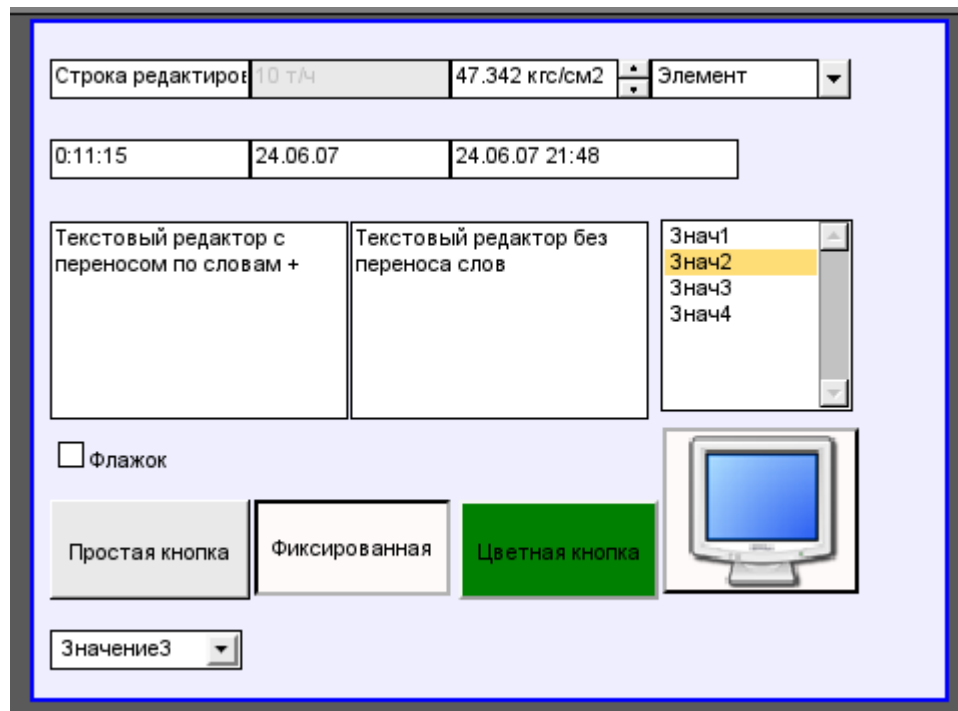 Строка редактиров 10 т/ч 47.342 кгс/см2 Элемент
0:11:15 24.06.07 24.06.07 21:48
Текстовый редактор с
переносом по словам +
Текстовый редактор без
переноса слов
Знач1
Знач2
Знач3
Знач4
Флажок
Простая кнопка Фиксированная Цветная кнопка
Значение3